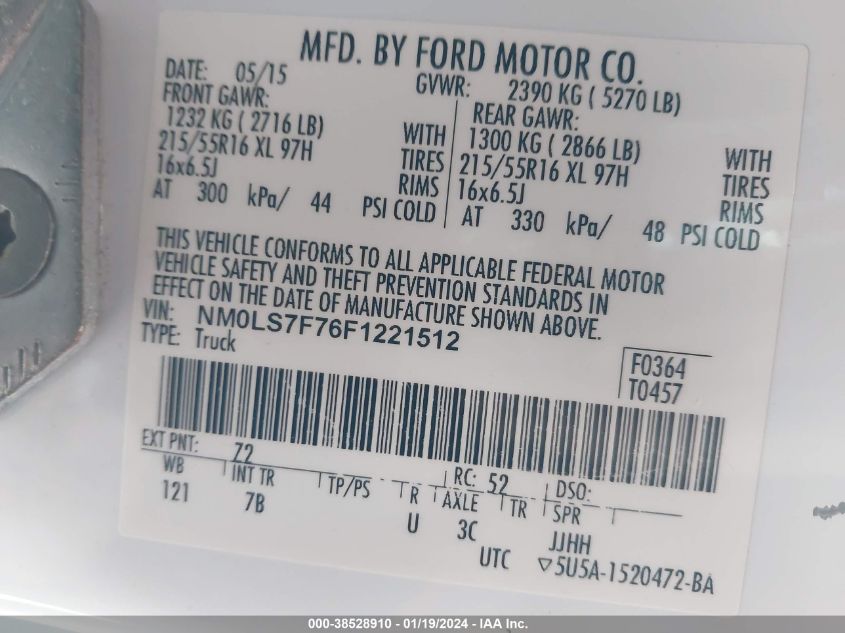 MFD. BY FORD MOTOR CO.
DATE: 05/15 GVWR: 2390 KG ( 5270 LB)
FRONT GAWR: REAR GAWR:
1232 KG ( 2716 LB) WITH 1300 KG ( 2866 LB) WITH
215/55R16 XL 97H TIRES 215/55R16 XL 97H TIRES
16x6.5J RIMS 16x6.5J RIMS
AT 300 kPa/ 44 PSI COLD AT 330 kPa/ 48 PSI COLD
THIS VEHICLE CONFORMS TO ALL APPLICABLE FEDERAL MOTOR
VEHICLE SAFETY AND THEFT PREVENTION STANDARDS IN
EFFECT ON THE DATE OF MANUFACTURE SHOWN ABOVE.
VIN: NM0LS7F76F1221512
TYPE: Truck
F0364
T0457
EXT PNT: 72 RC: 52 DSO:
WB INT TR TP/PS R AXLE TR SPR
121 7B U 3C JJHH
UTC ▽5U5A-1520472-BA
000-38528910 - 01/19/2024 - IAA Inc.